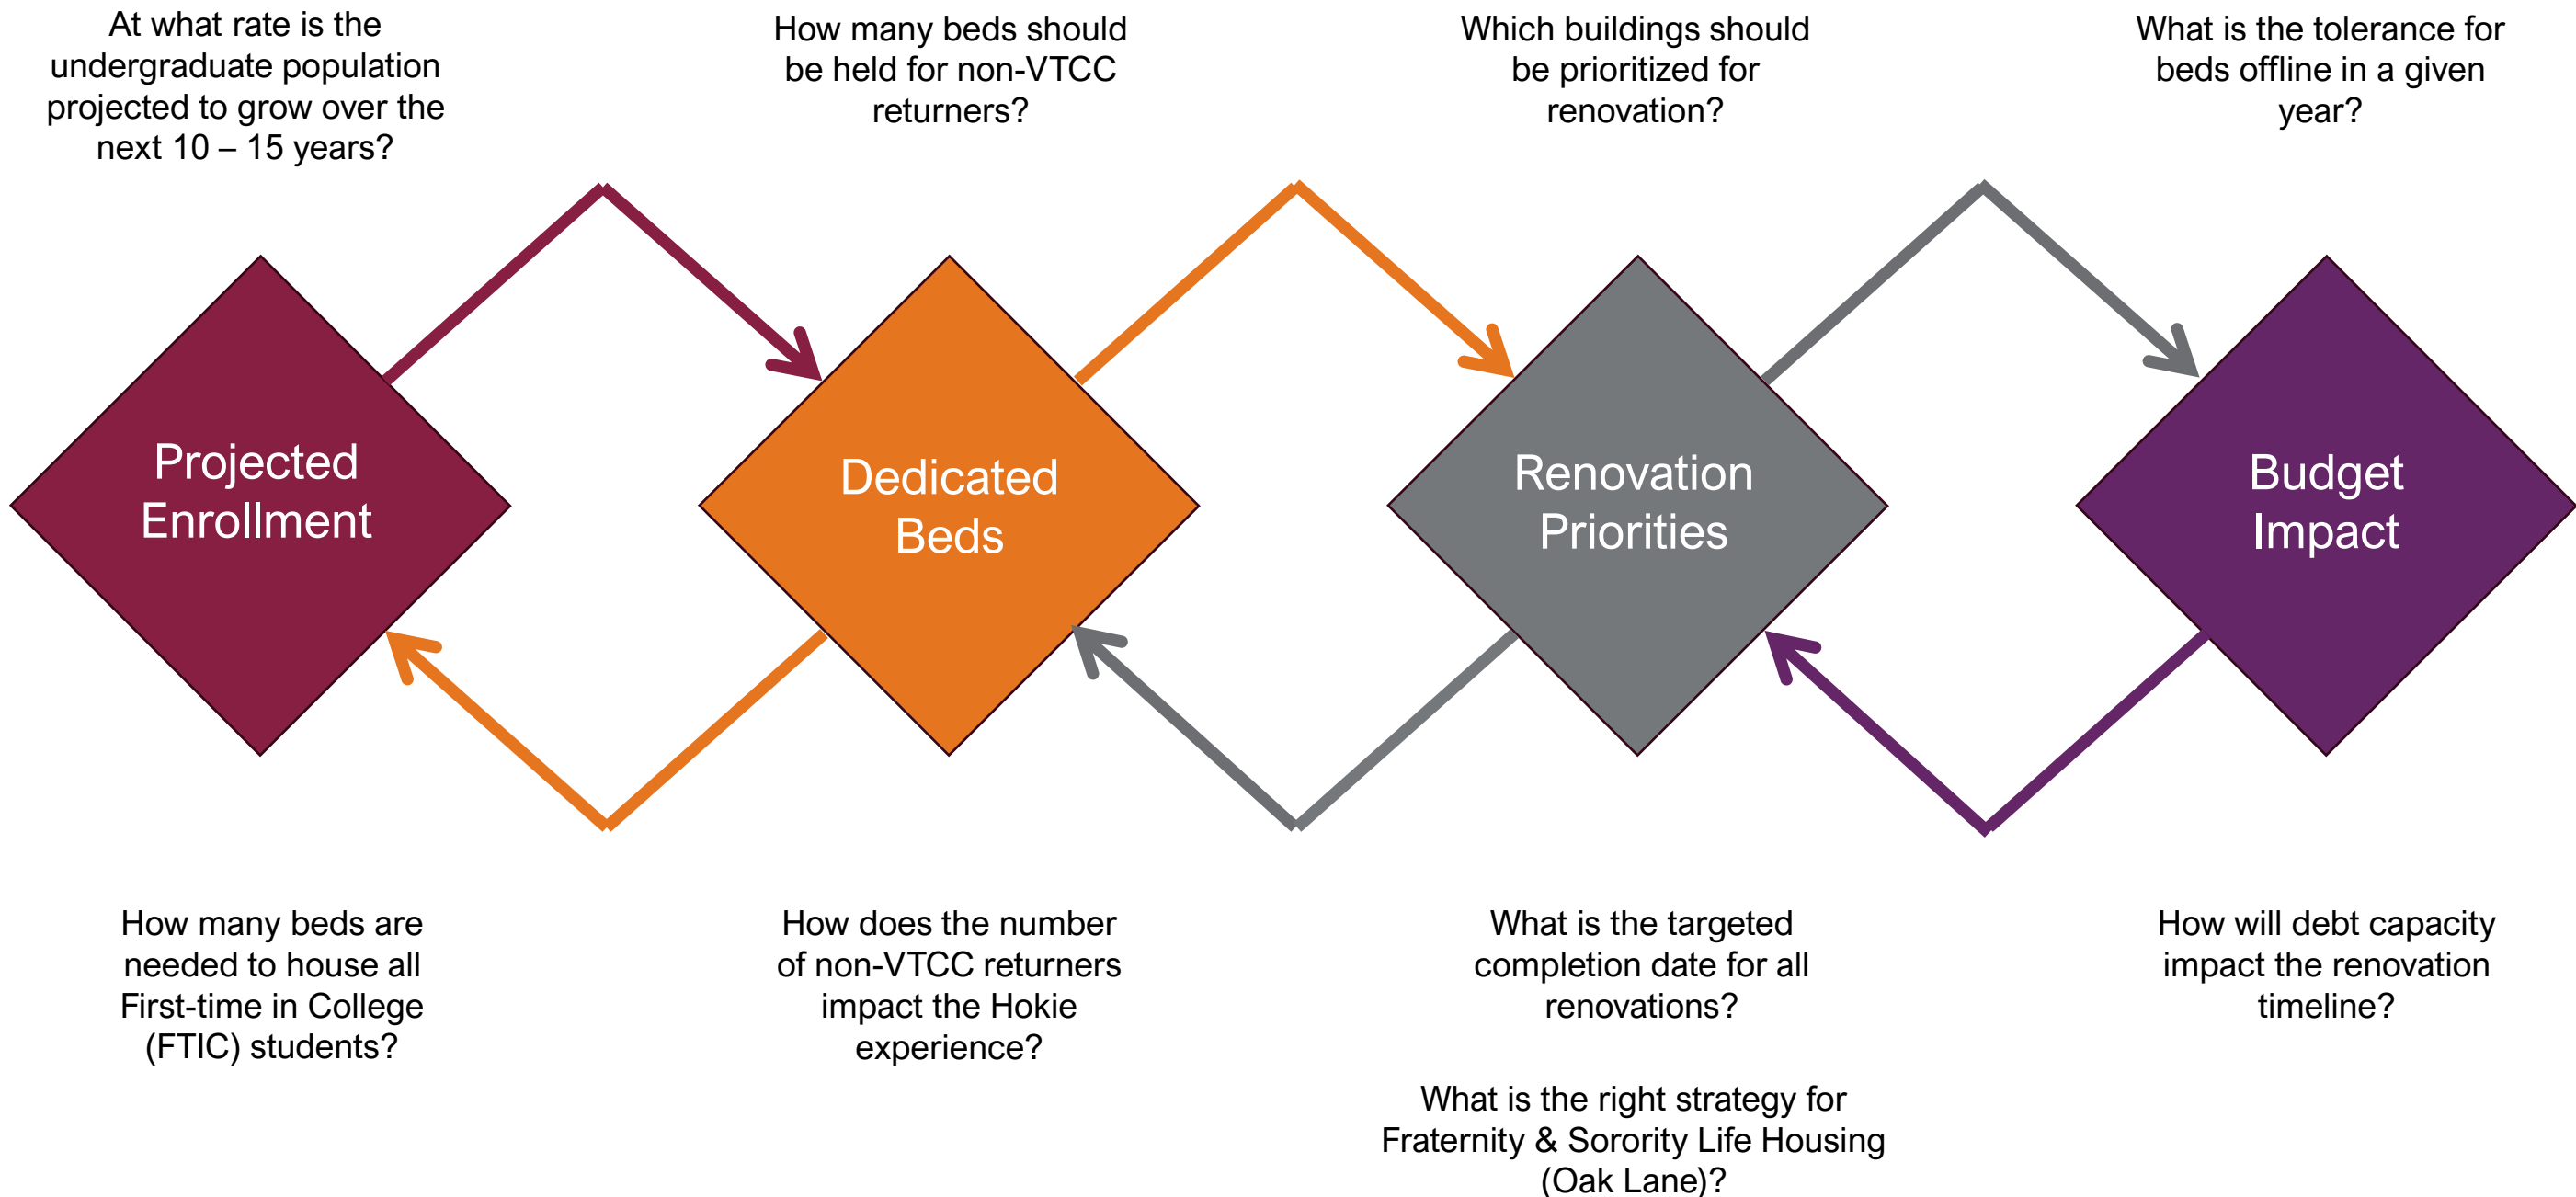 At what rate is the
undergraduate population
projected to grow over the
next 10 – 15 years?
How many beds should
be held for non-VTCC
returners?
Which buildings should
be prioritized for
renovation?
What is the tolerance for
beds offline in a given
year?
Projected
Enrollment
Dedicated
Beds
Renovation
Priorities
Budget
Impact
How many beds are
needed to house all
First-time in College
(FTIC) students?
How does the number
of non-VTCC returners
impact the Hokie
experience?
What is the targeted
completion date for all
renovations?
What is the right strategy for
Fraternity & Sorority Life Housing
(Oak Lane)?
How will debt capacity
impact the renovation
timeline?